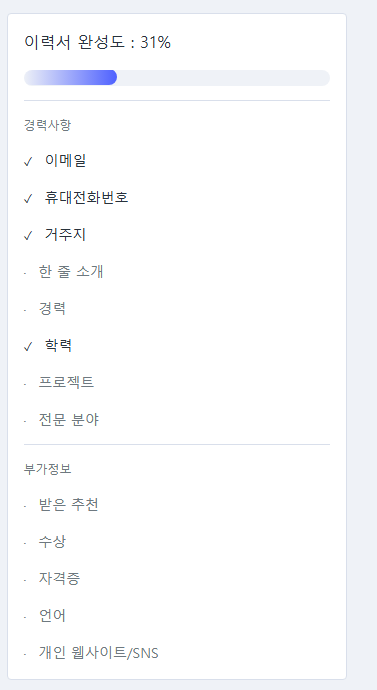 이력서 완성도 : 31%
경력사항
✓ 이메일
✓ 휴대전화번호
✓ 거주지
· 한 줄 소개
· 경력
✓ 학력
· 프로젝트
· 전문 분야
부가정보
· 받은 추천
· 수상
· 자격증
· 언어
· 개인 웹사이트/SNS